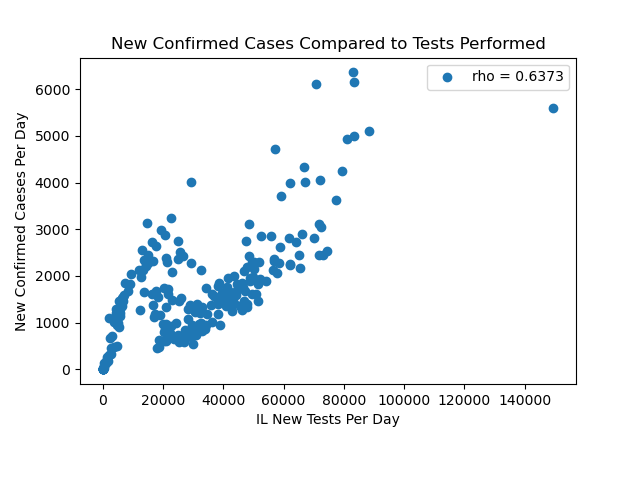 New Confirmed Cases Compared to Tests Performed
rho = 0.6373
New Confirmed Caeses Per Day
6000
5000
4000
3000
2000
1000
0
0 20000 40000 60000 80000 100000 120000 140000
IL New Tests Per Day